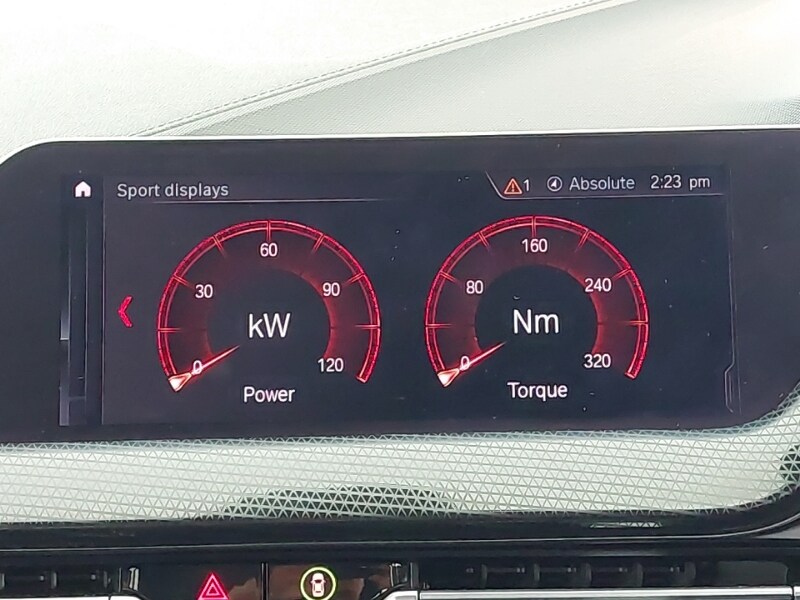 Sport displays
1 Absolute 2:23 pm
60
30
90
kW
0
120
Power
160
80
240
Nm
0
320
Torque